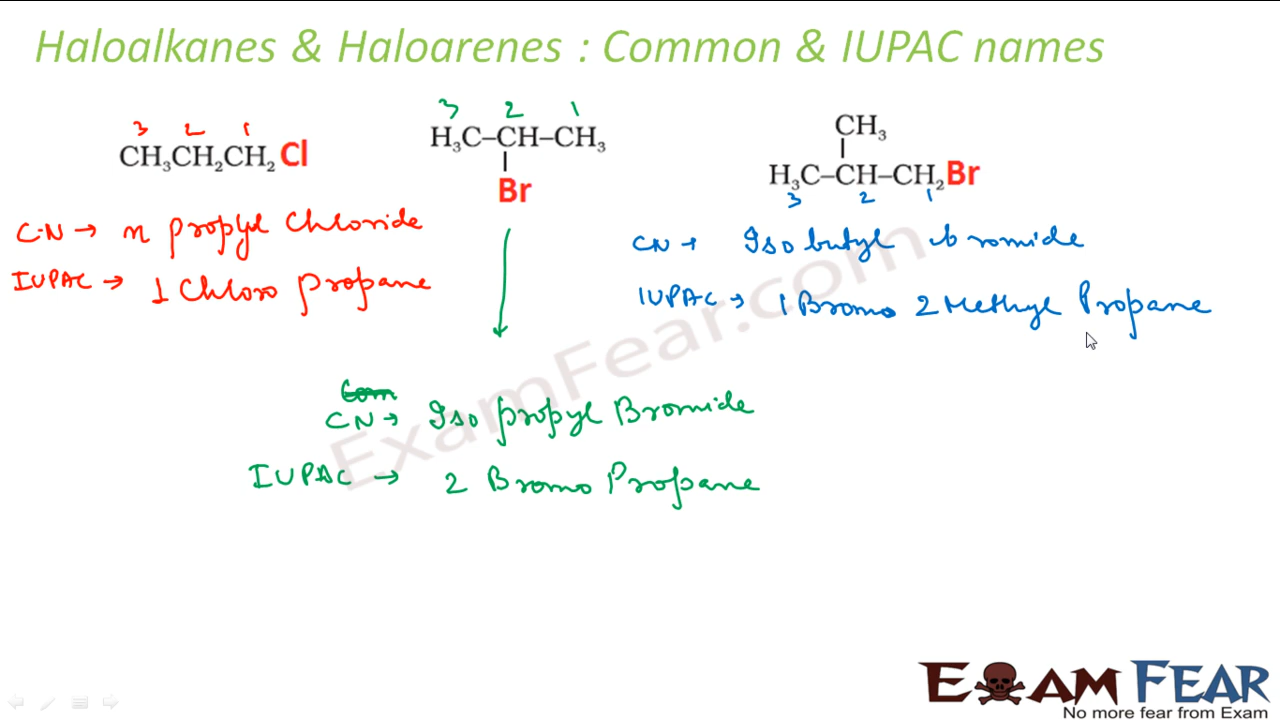 Haloalkanes & Haloarenes : Common & IUPAC names
3 2 1
CH₃CH₂CH₂Cl
C.N → n propyl Chloride
IUPAC → 1 Chloro propane
3 2 1
H₃C–CH–CH₃
Br
CH₃
H₃C–CH–CH₂Br
3 2 1
CN → Iso butyl bromide
IUPAC → 1 Bromo 2 Methyl Propane
Com
CN → Iso propyl Bromide
IUPAC → 2 Bromo Propane
ExamFear.com
EXAM FEAR
No more fear from Exam